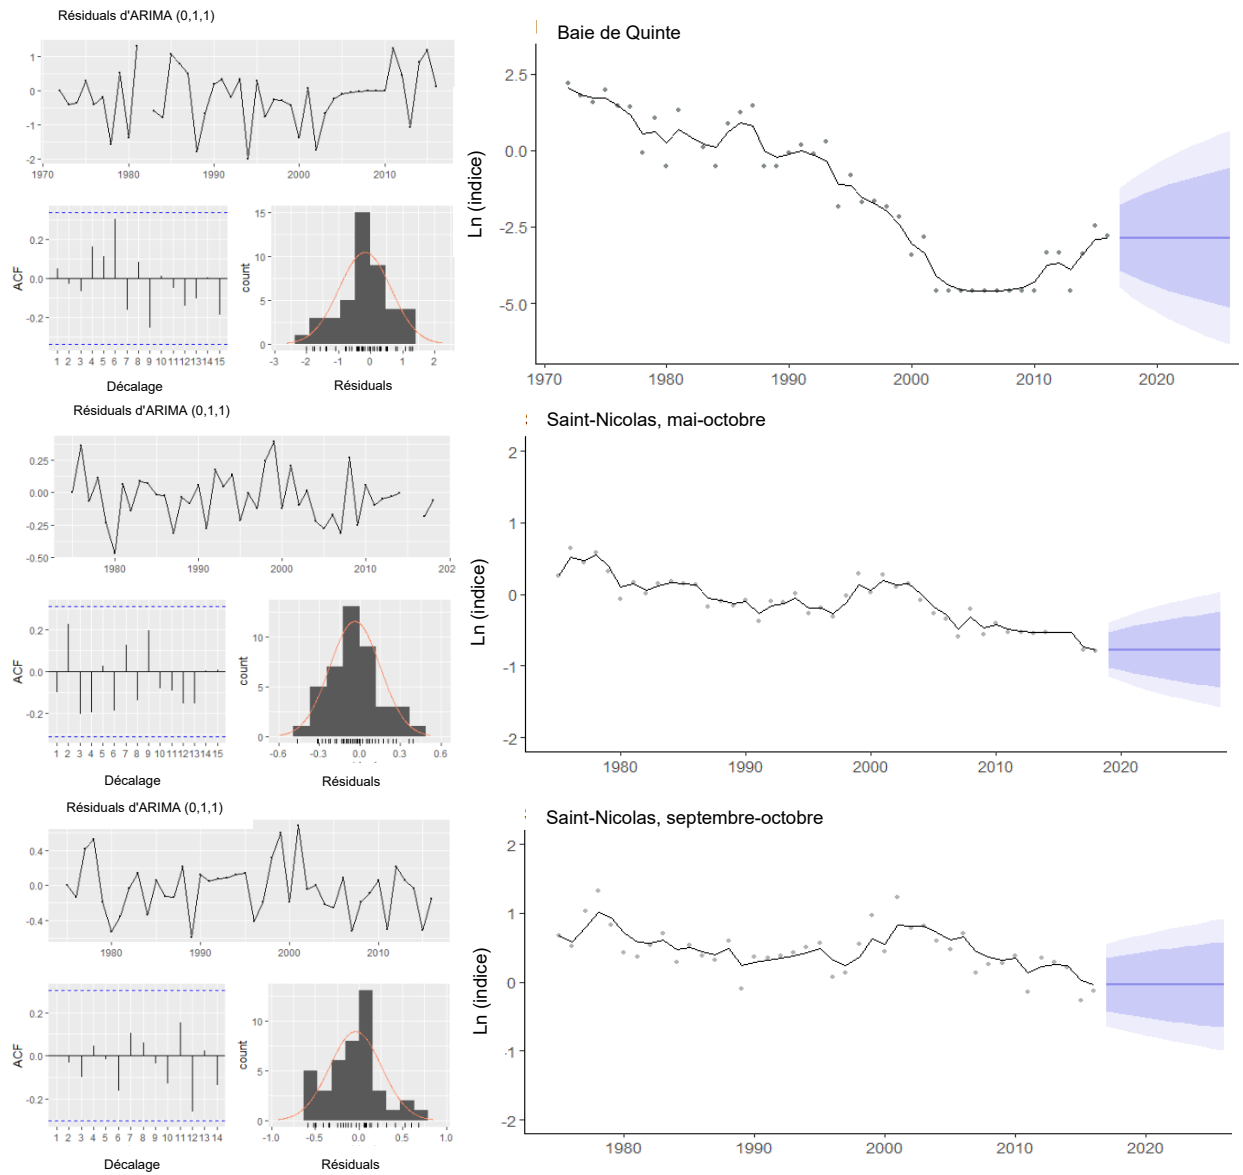 Résiduals d'ARIMA (0,1,1)
1
0
-1
-2
1970 1980 1990 2000 2010
ACF
0.2
0.0
-0.2
1 2 3 4 5 6 7 8 9 10 11 12 13 14 15
Décalage
count
15
10
5
0
-3 -2 -1 0 1 2
Résiduals
Baie de Quinte
Ln (indice)
2.5
0.0
-2.5
-5.0
1970 1980 1990 2000 2010 2020
Résiduals d'ARIMA (0,1,1)
0.25
0.00
-0.25
-0.50
1980 1990 2000 2010 202
ACF
0.2
0.0
-0.2
1 2 3 4 5 6 7 8 9 10 11 12 13 14 15
Décalage
count
10
5
0
-0.6 -0.3 0.0 0.3 0.6
Résiduals
Saint-Nicolas, mai-octobre
Ln (indice)
2
1
0
-1
-2
1980 1990 2000 2010 2020
Résiduals d'ARIMA (0,1,1)
0.4
0.0
-0.4
1980 1990 2000 2010
ACF
0.2
0.0
-0.2
1 2 3 4 5 6 7 8 9 10 11 12 13 14
Décalage
count
10
5
0
-1.0 -0.5 0.0 0.5 1.0
Résiduals
Saint-Nicolas, septembre-octobre
Ln (indice)
2
1
0
-1
-2
1980 1990 2000 2010 2020